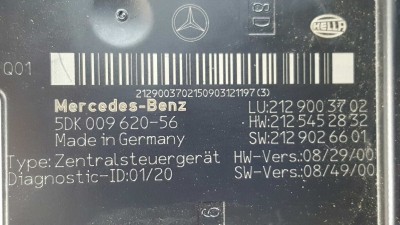 8D
HELLA
Q01
2129003702150903121197(3)
Mercedes-Benz LU:212 900 37 02
5DK 009 620-56 HW:212 545 28 32
Made in Germany SW:212 902 66 01
Type: Zentralsteuergerät HW-Vers.:08/29/00
Diagnostic-ID:01/20 SW-Vers.:08/49/00